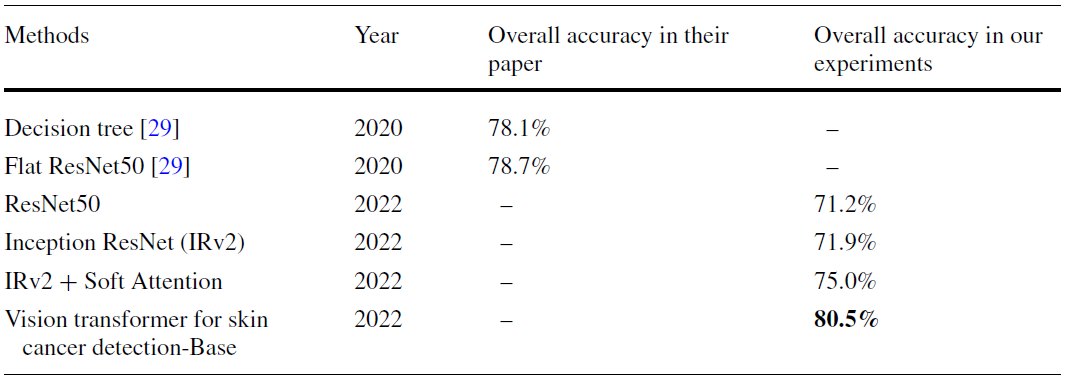 Methods Year Overall accuracy in their paper Overall accuracy in our experiments
Decision tree [29] 2020 78.1% –
Flat ResNet50 [29] 2020 78.7% –
ResNet50 2022 – 71.2%
Inception ResNet (IRv2) 2022 – 71.9%
IRv2 + Soft Attention 2022 – 75.0%
Vision transformer for skin cancer detection-Base 2022 – 80.5%